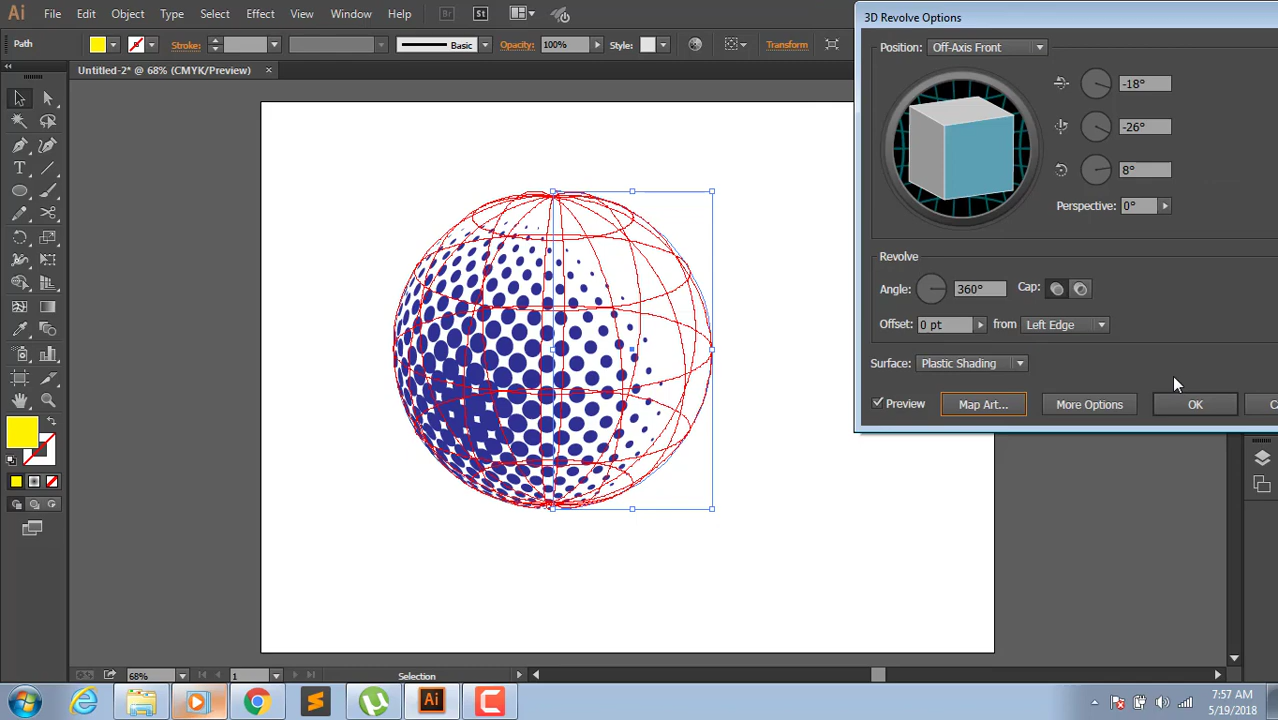 Ai File Edit Object Type Select Effect View Window Help Br St
3D Revolve Options
Path Stroke: Basic Opacity: 100% Style: Transform
Position: Off-Axis Front
Untitled-2* @ 68% (CMYK/Preview) ×
-18°
-26°
8°
Perspective: 0°
Revolve
Angle: 360° Cap:
Offset: 0 pt from Left Edge
Surface: Plastic Shading
Preview Map Art... More Options OK C
68% 1 Selection
Ai
7:57 AM
5/19/2018